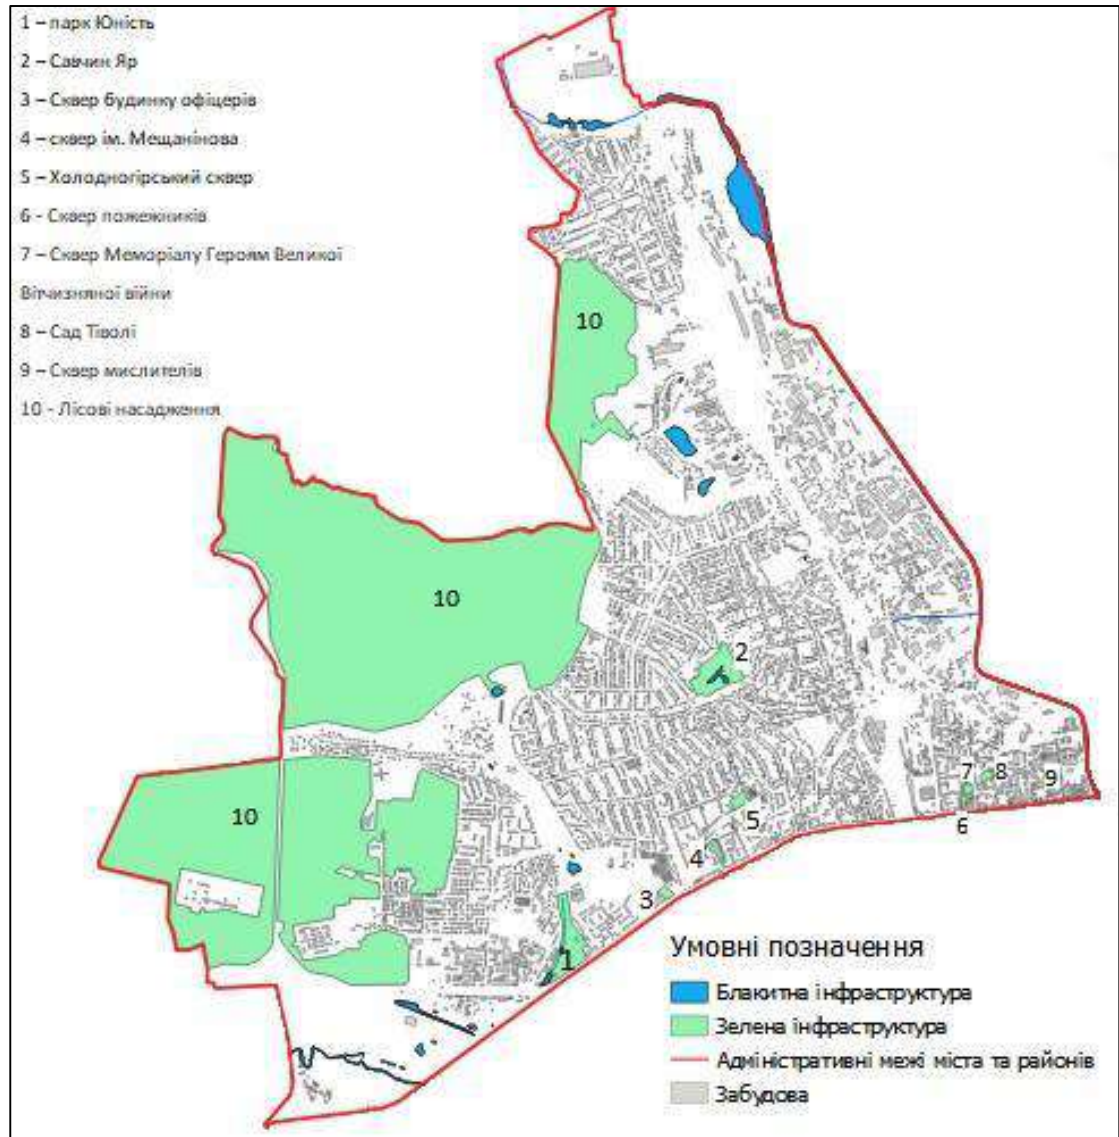 1 – парк Юність
2 – Савчин Яр
3 – Сквер будинку офіцерів
4 – сквер ім. Мещанінова
5 – Холодногірський сквер
6 - Сквер пожежників
7 – Сквер Меморіалу Героям Великої
Вітчизняної війни
8 – Сад Тіволі
9 – Сквер мислителів
10 - Лісові насадження
10
10
2
7
8
9
10
5
6
4
3
1
Умовні позначення
Блакитна інфраструктура
Зелена інфраструктура
Адміністративні межі міста та районів
Забудова